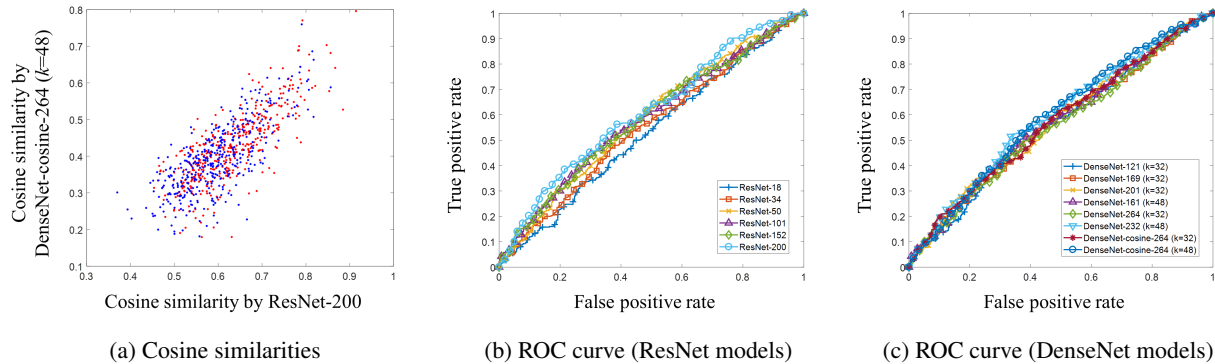 Cosine similarity by
DenseNet-cosine-264 (k=48)
0.8
0.7
0.6
0.5
0.4
0.3
0.2
0.1
0.3
0.4
0.5
0.6
0.7
0.8
0.9
1
Cosine similarity by ResNet-200
(a) Cosine similarities
True positive rate
1
0.9
0.8
0.7
0.6
0.5
0.4
0.3
0.2
0.1
0
0
0.2
0.4
0.6
0.8
1
ResNet-18
ResNet-34
ResNet-50
ResNet-101
ResNet-152
ResNet-200
False positive rate
(b) ROC curve (ResNet models)
True positive rate
1
0.9
0.8
0.7
0.6
0.5
0.4
0.3
0.2
0.1
0
0
0.2
0.4
0.6
0.8
1
DenseNet-121 (k=32)
DenseNet-169 (k=32)
DenseNet-201 (k=32)
DenseNet-161 (k=48)
DenseNet-264 (k=32)
DenseNet-232 (k=48)
DenseNet-cosine-264 (k=32)
DenseNet-cosine-264 (k=48)
False positive rate
(c) ROC curve (DenseNet models)